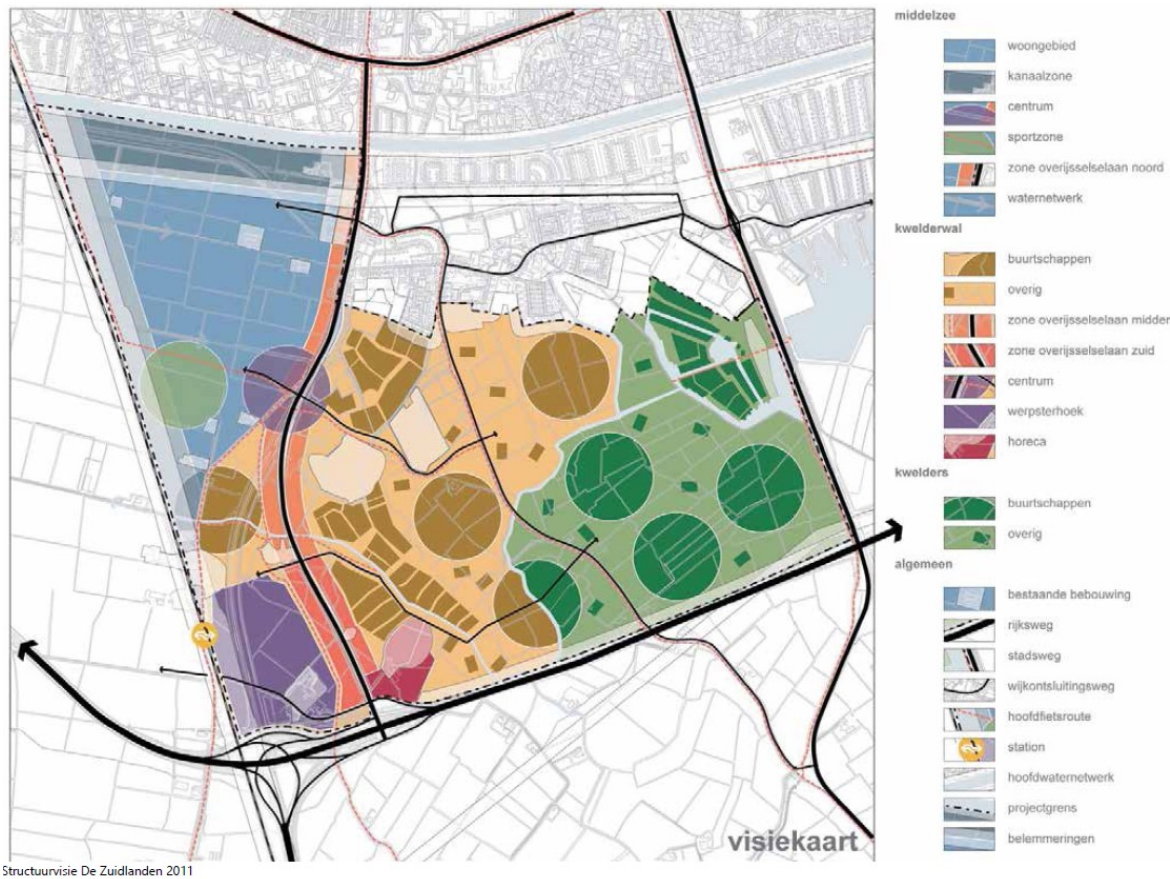 middelzee
woongebied
kanaalzone
centrum
sportzone
zone overijsselselaan noord
waternetwerk
kwelderwal
buurtschappen
overig
zone overijsselselaan midden
zone overijsselselaan zuid
centrum
werpsterhoek
horeca
kwelders
buurtschappen
overig
algemeen
bestaande bebouwing
rijksweg
stadsweg
wijkontsluitingsweg
hoofdfietsroute
station
hoofdwaternetwerk
projectgrens
belemmeringen
visiekaart
Structuurvisie De Zuidlanden 2011